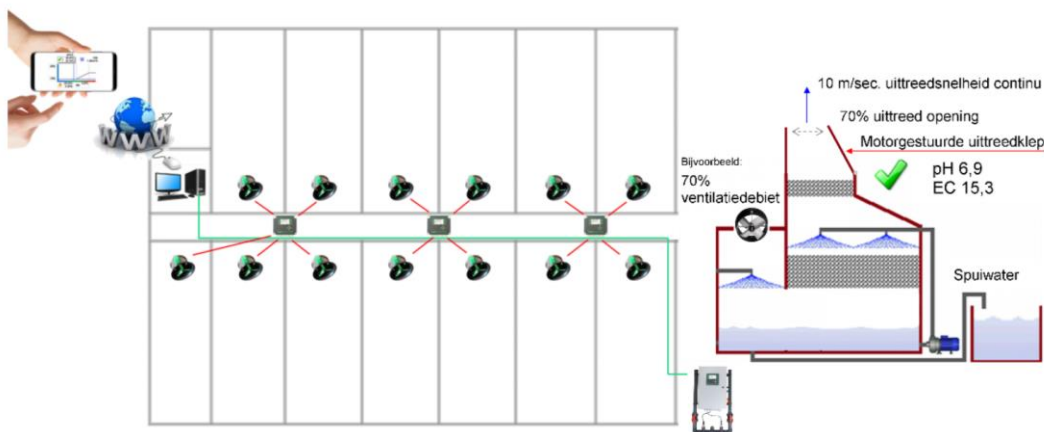 WWW
10 m/sec. uittreedsnelheid continu
70% uittreed opening
Motorgestuurde uittreedklep
Bijvoorbeeld:
70%
ventilatiedebiet
pH 6,9
EC 15,3
Spuiwater